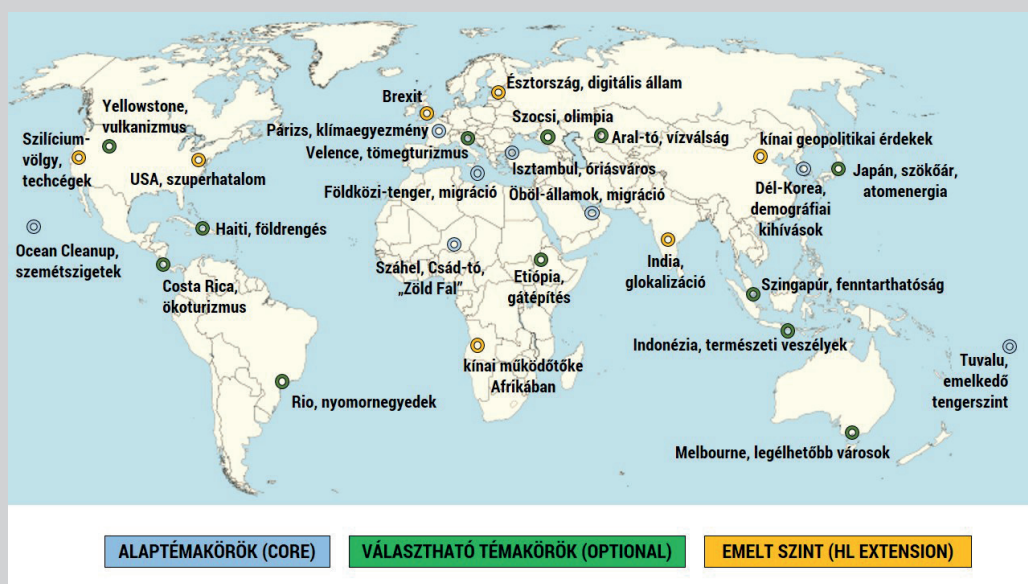 Yellowstone,
vulkanizmus
Szilícium-
völgy,
techcégek
USA, szuperhatalom
Ocean Cleanup,
szemétszigetek
Haiti, földrengés
Costa Rica,
ökoturizmus
Rio, nyomornegyedek
Brexit
Észtország, digitális állam
Párizs, klímaegyezmény
Szocsi, olimpia
Velence, tömegturizmus
Aral-tó, vízválság
Isztambul, óriásváros
Földközi-tenger, migráció
Öböl-államok, migráció
Száhel, Csád-tó,
„Zöld Fal”
Etiópia,
gátépítés
kínai működőtőke
Afrikában
India,
glokalizáció
kínai geopolitikai érdekek
Dél-Korea,
demográfiai
kihívások
Japán, szökőár,
atomenergia
Szingapúr, fenntarthatóság
Indonézia, természeti veszélyek
Tuvalu,
emelkedő
tengerszint
Melbourne, legélhetőbb városok
ALAPTÉMAKÖRÖK (CORE)
VÁLASZTHATÓ TÉMAKÖRÖK (OPTIONAL)
EMELT SZINT (HL EXTENSION)